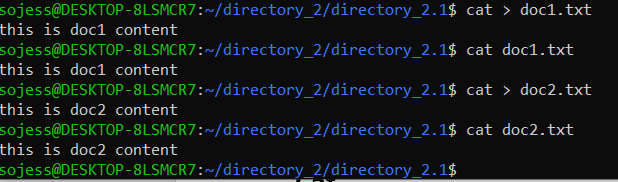 sojess@DESKTOP-8LSMCR7:~/directory_2/directory_2.1$ cat > doc1.txt
this is doc1 content
sojess@DESKTOP-8LSMCR7:~/directory_2/directory_2.1$ cat doc1.txt
this is doc1 content
sojess@DESKTOP-8LSMCR7:~/directory_2/directory_2.1$ cat > doc2.txt
this is doc2 content
sojess@DESKTOP-8LSMCR7:~/directory_2/directory_2.1$ cat doc2.txt
this is doc2 content
sojess@DESKTOP-8LSMCR7:~/directory_2/directory_2.1$